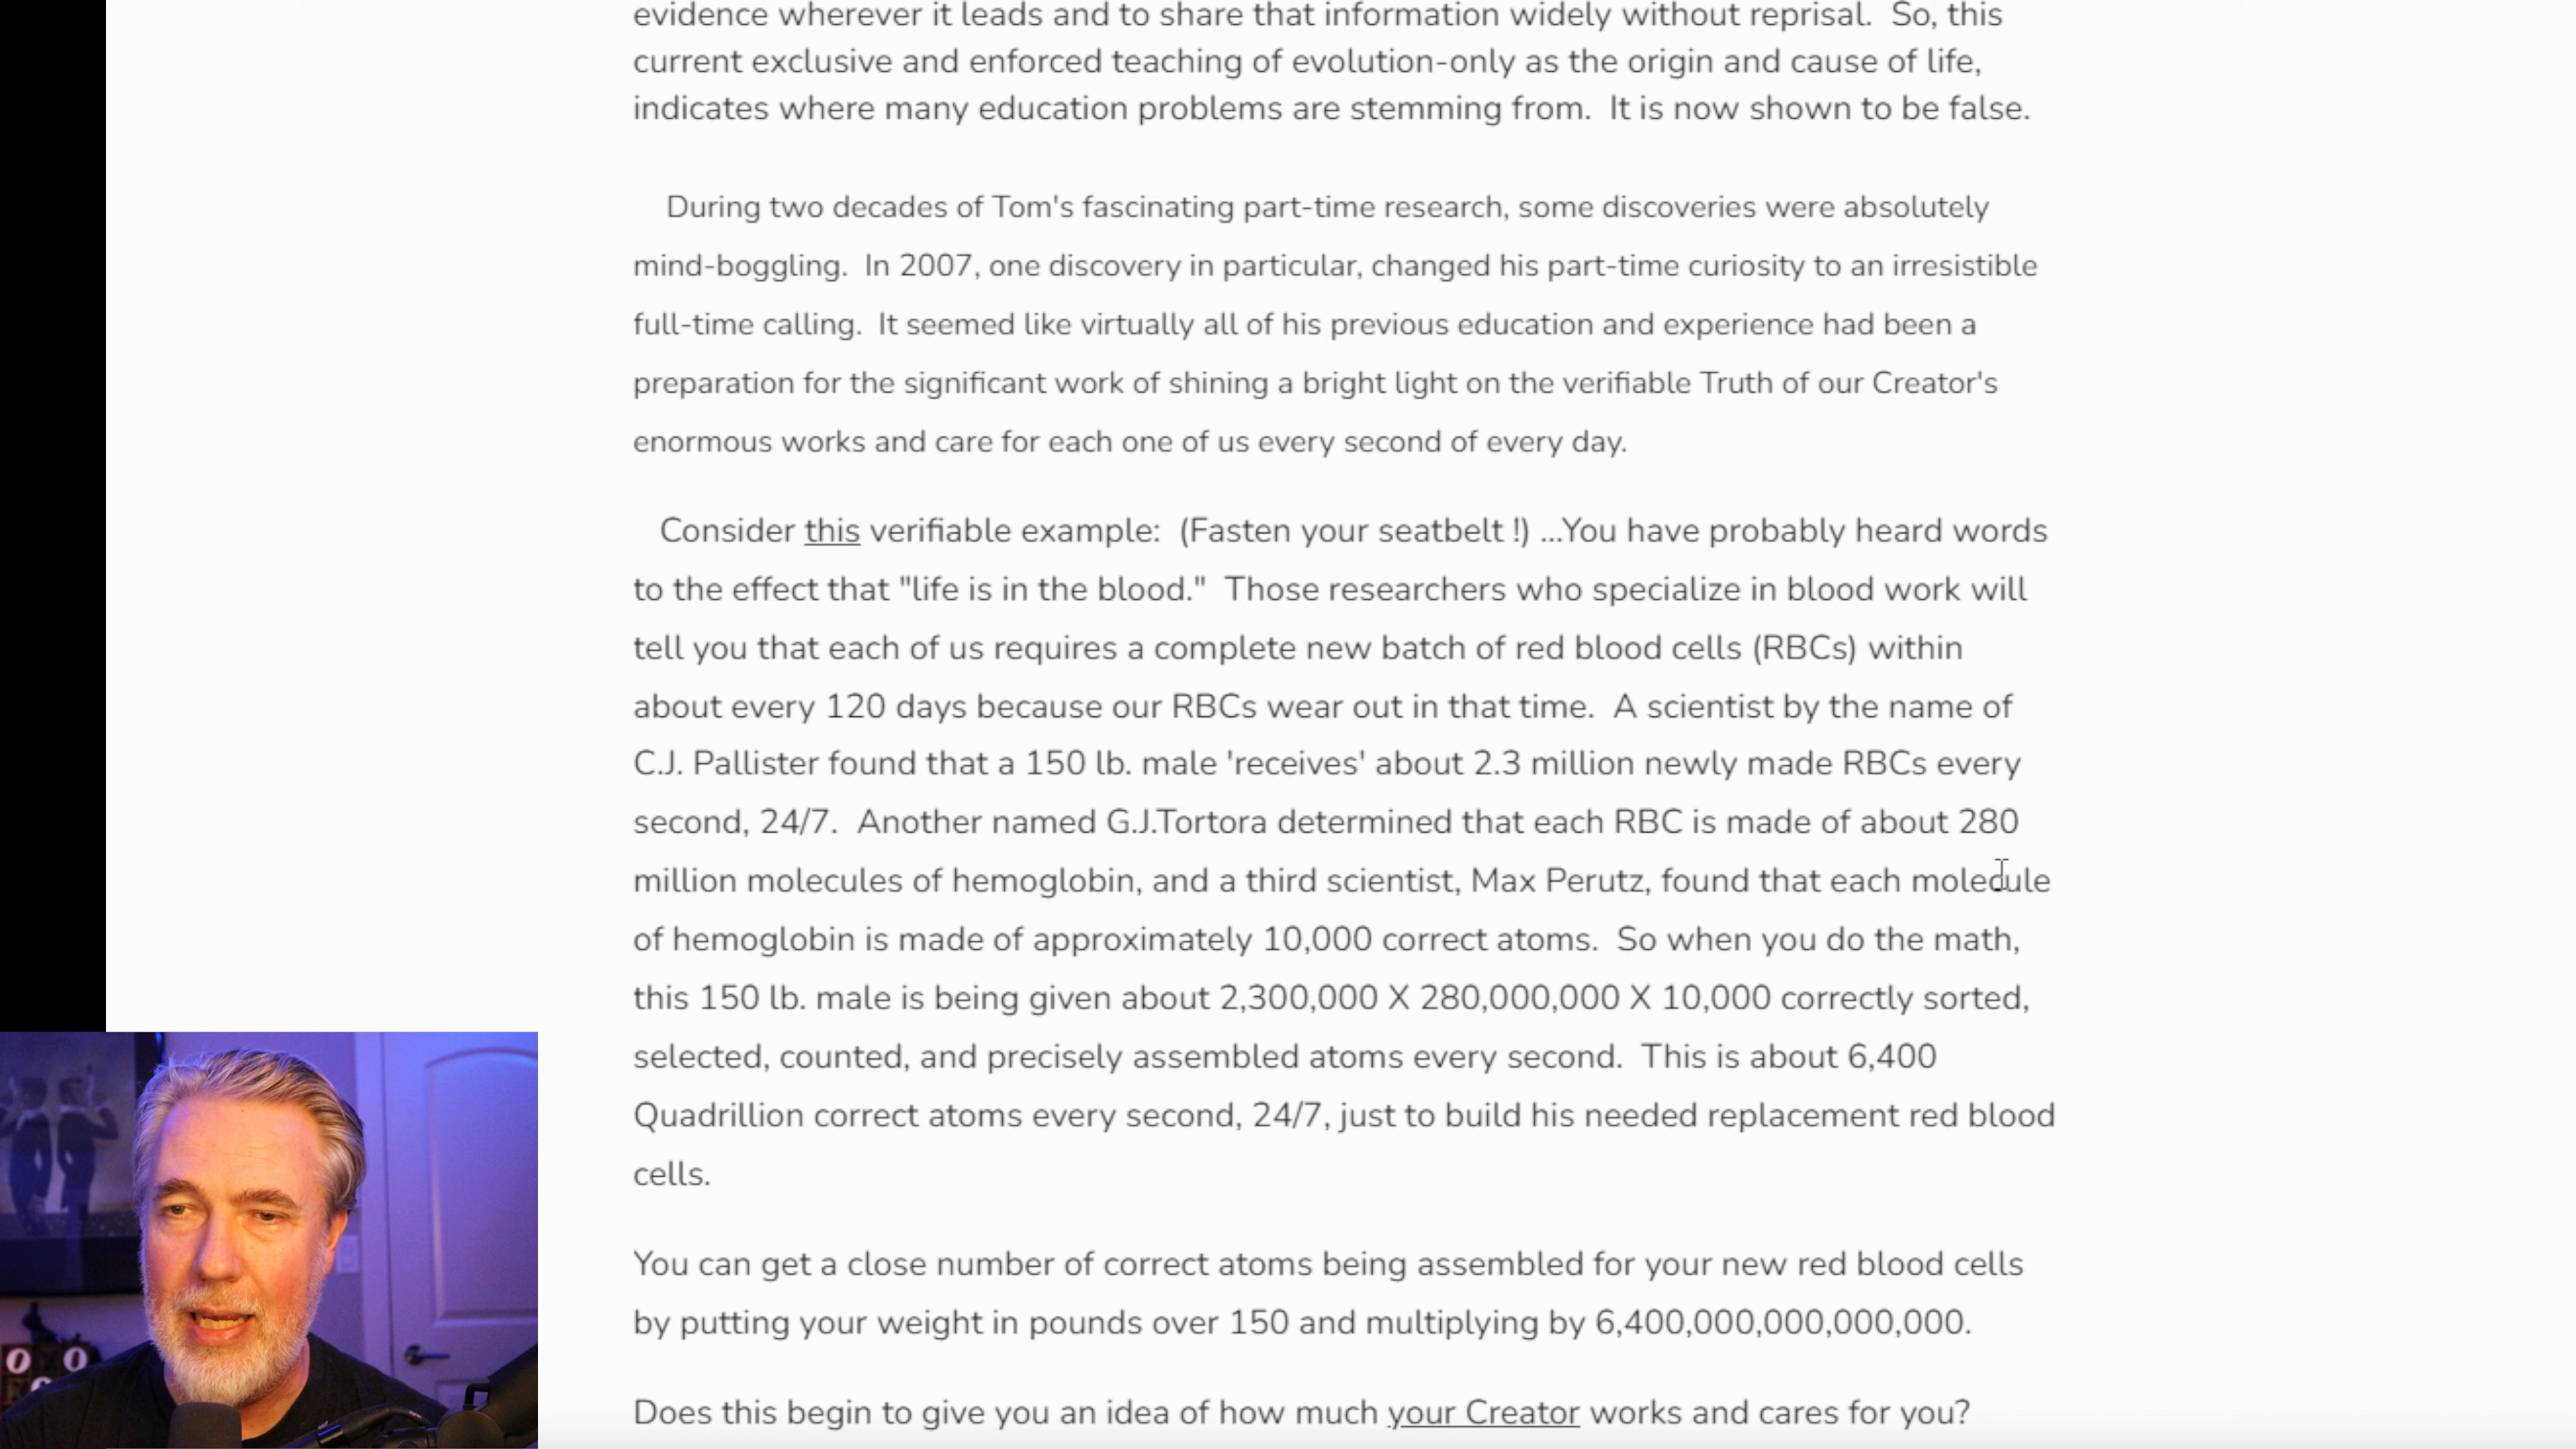 evidence wherever it leads and to share that information widely without reprisal.  So, this
current exclusive and enforced teaching of evolution-only as the origin and cause of life,
indicates where many education problems are stemming from.  It is now shown to be false.
During two decades of Tom's fascinating part-time research, some discoveries were absolutely
mind-boggling.  In 2007, one discovery in particular, changed his part-time curiosity to an irresistible
full-time calling.  It seemed like virtually all of his previous education and experience had been a
preparation for the significant work of shining a bright light on the verifiable Truth of our Creator's
enormous works and care for each one of us every second of every day.
Consider this verifiable example:  (Fasten your seatbelt !) ...You have probably heard words
to the effect that "life is in the blood."  Those researchers who specialize in blood work will
tell you that each of us requires a complete new batch of red blood cells (RBCs) within
about every 120 days because our RBCs wear out in that time.  A scientist by the name of
C.J. Pallister found that a 150 lb. male 'receives' about 2.3 million newly made RBCs every
second, 24/7.  Another named G.J.Tortora determined that each RBC is made of about 280
million molecules of hemoglobin, and a third scientist, Max Perutz, found that each molecule
of hemoglobin is made of approximately 10,000 correct atoms.  So when you do the math,
this 150 lb. male is being given about 2,300,000 X 280,000,000 X 10,000 correctly sorted,
selected, counted, and precisely assembled atoms every second.  This is about 6,400
Quadrillion correct atoms every second, 24/7, just to build his needed replacement red blood
cells.
You can get a close number of correct atoms being assembled for your new red blood cells
by putting your weight in pounds over 150 and multiplying by 6,400,000,000,000,000.
Does this begin to give you an idea of how much your Creator works and cares for you?